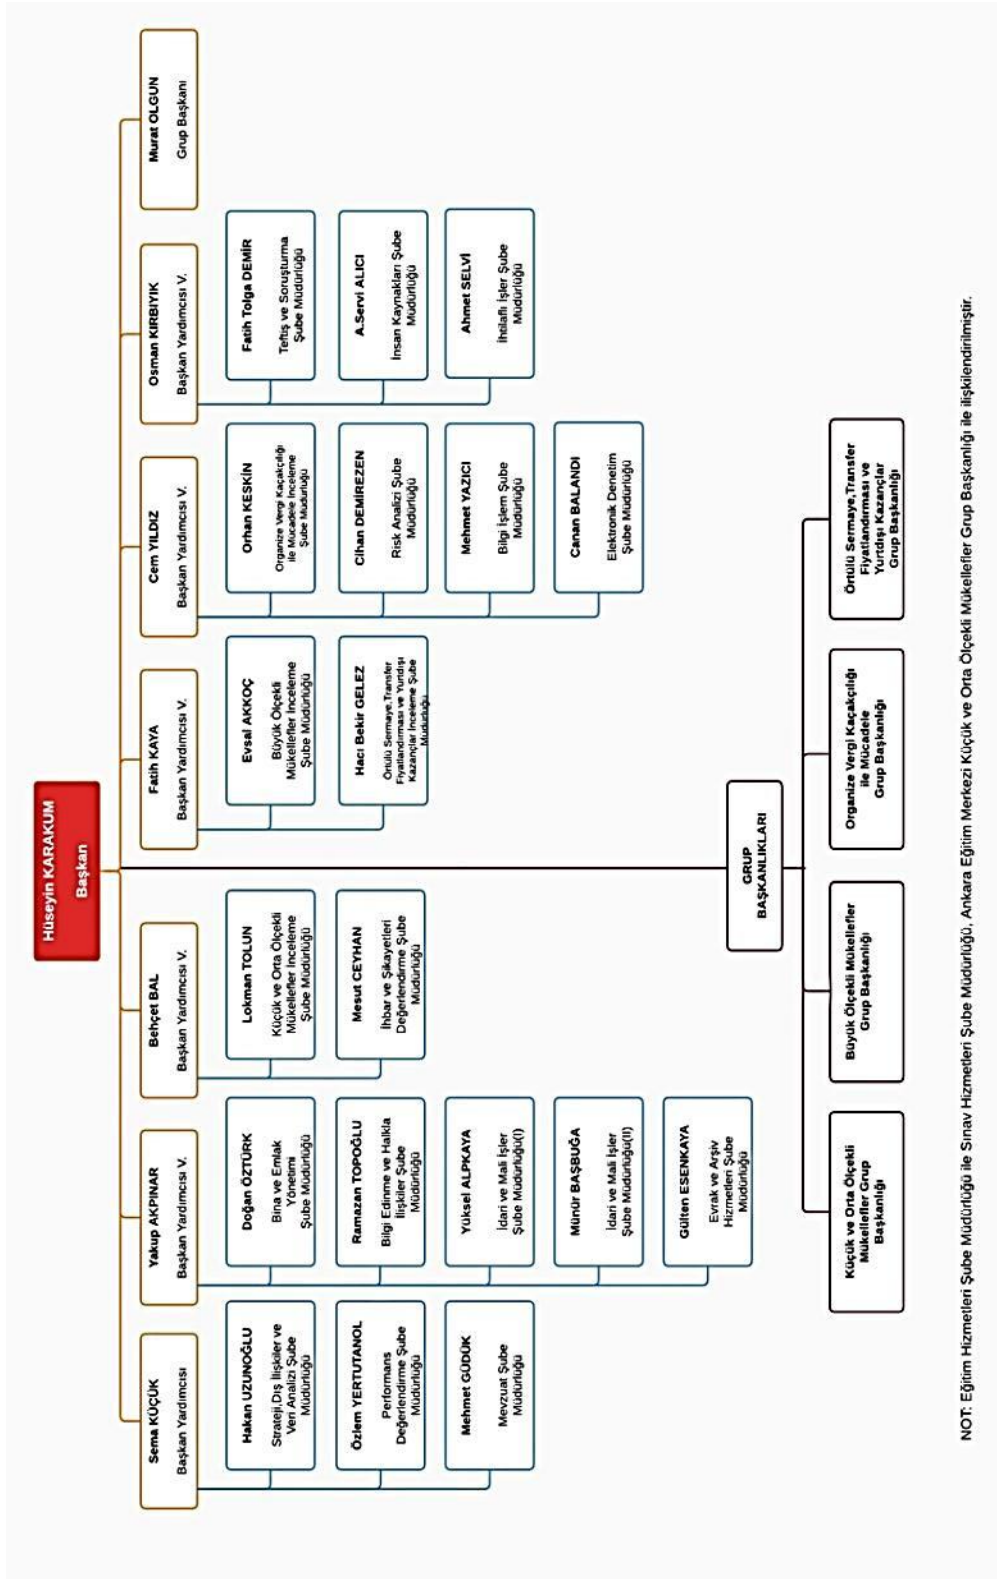 Hüseyin KARAKUM
Başkan
Sema KÜÇÜK
Başkan Yardımcısı
Yakup AKPINAR
Başkan Yardımcısı V.
Behçet BAL
Başkan Yardımcısı V.
Fatih KAYA
Başkan Yardımcısı V.
Cem YILDIZ
Başkan Yardımcısı V.
Osman KIRBIYIK
Başkan Yardımcısı V.
Murat OLGUN
Grup Başkanı
Hakan UZUNOĞLU
Strateji,Dış İlişkiler ve
Veri Analizi Şube
Müdürlüğü
Özlem YERTUTANOL
Performans
Değerlendirme Şube
Müdürlüğü
Mehmet GÜDÜK
Mevzuat Şube
Müdürlüğü
Doğan ÖZTÜRK
Bina ve Emlak
Yönetimi
Şube Müdürlüğü
Ramazan TOPOĞLU
Bilgi Edinme ve Halkla
İlişkiler Şube
Müdürlüğü
Yüksel ALPKAYA
İdari ve Mali İşler
Şube Müdürlüğü(I)
Münür BAŞBUĞA
İdari ve Mali İşler
Şube Müdürlüğü(II)
Gülten ESENKAYA
Evrak ve Arşiv
Hizmetleri Şube
Müdürlüğü
Lokman TOLUN
Küçük ve Orta Ölçekli
Mükellefler İnceleme
Şube Müdürlüğü
Mesut CEYHAN
İhbar ve Şikayetleri
Değerlendirme Şube
Müdürlüğü
Evsal AKKOÇ
Büyük Ölçekli
Mükellefler İnceleme
Şube Müdürlüğü
Hacı Bekir GELEZ
Örtülü Sermaye,Transfer
Fiyatlandırması ve Yurtdışı
Kazançlar İnceleme Şube
Müdürlüğü
Orhan KESKİN
Organize Vergi Kaçakçılığı
ile Mücadele İnceleme
Şube Müdürlüğü
Cihan DEMİREZEN
Risk Analizi Şube
Müdürlüğü
Mehmet YAZICI
Bilgi İşlem Şube
Müdürlüğü
Canan BALANDI
Elektronik Denetim
Şube Müdürlüğü
Fatih Tolga DEMİR
Teftiş ve Soruşturma
Şube Müdürlüğü
A.Servi ALICI
İnsan Kaynakları Şube
Müdürlüğü
Ahmet SELVİ
İhtilaflı İşler Şube
Müdürlüğü
GRUP
BAŞKANLIKLARI
Küçük ve Orta Ölçekli
Mükellefler Grup
Başkanlığı
Büyük Ölçekli Mükellefler
Grup Başkanlığı
Organize Vergi Kaçakçılığı
ile Mücadele
Grup Başkanlığı
Örtülü Sermaye,Transfer
Fiyatlandırması ve
Yurtdışı Kazançlar
Grup Başkanlığı
NOT: Eğitim Hizmetleri Şube Müdürlüğü ile Sınav Hizmetleri Şube Müdürlüğü, Ankara Eğitim Merkezi Küçük ve Orta Ölçekli Mükellefler Grup Başkanlığı ile ilişkilendirilmiştir.